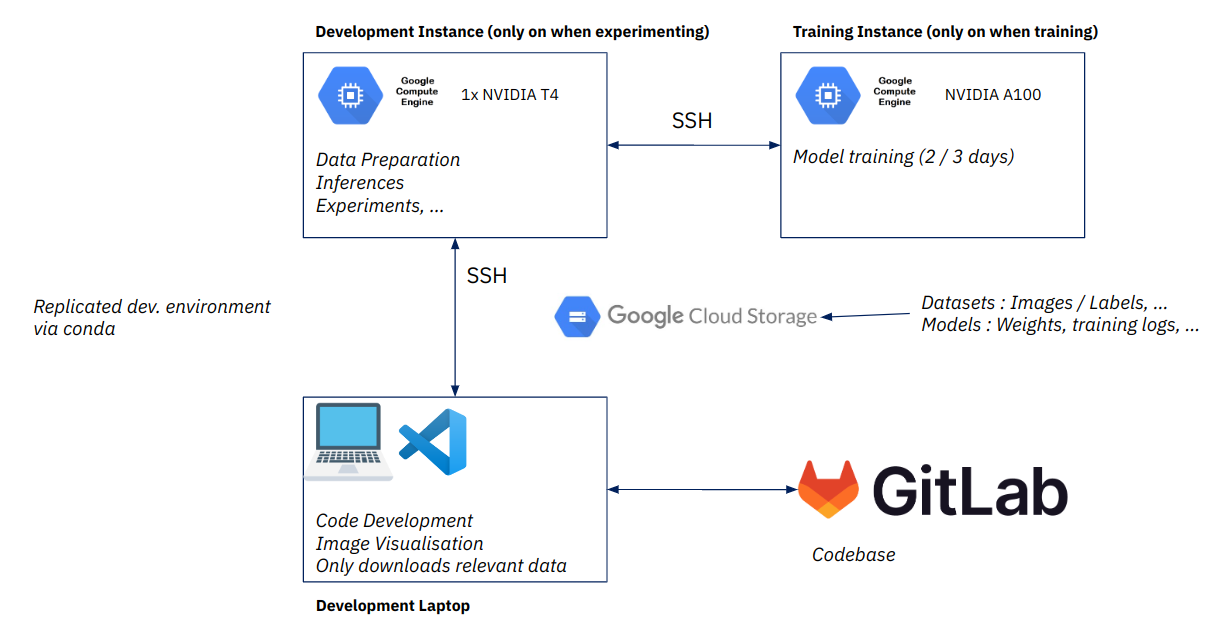 Development Instance (only on when experimenting)
Google
Compute
Engine
1x NVIDIA T4
Data Preparation
Inferences
Experiments, ...
SSH
Training Instance (only on when training)
Google
Compute
Engine
NVIDIA A100
Model training (2 / 3 days)
SSH
Replicated dev. environment
via conda
Google Cloud Storage
Datasets : Images / Labels, ...
Models : Weights, training logs, ...
Code Development
Image Visualisation
Only downloads relevant data
Development Laptop
GitLab
Codebase